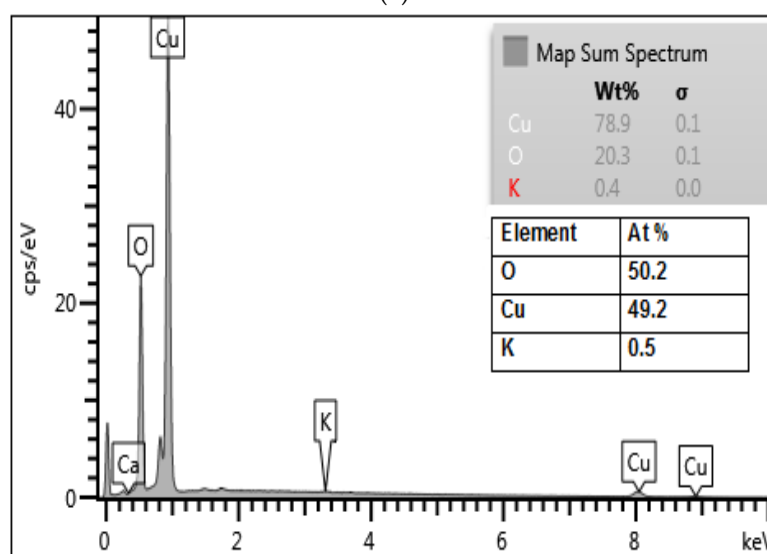 Map Sum Spectrum
Wt% σ
Cu 78.9 0.1
O 20.3 0.1
K 0.4 0.0
Element At %
O 50.2
Cu 49.2
K 0.5
Cu
O
Ca
K
Cu
Cu
cps/eV
40
20
0
0 2 4 6 8